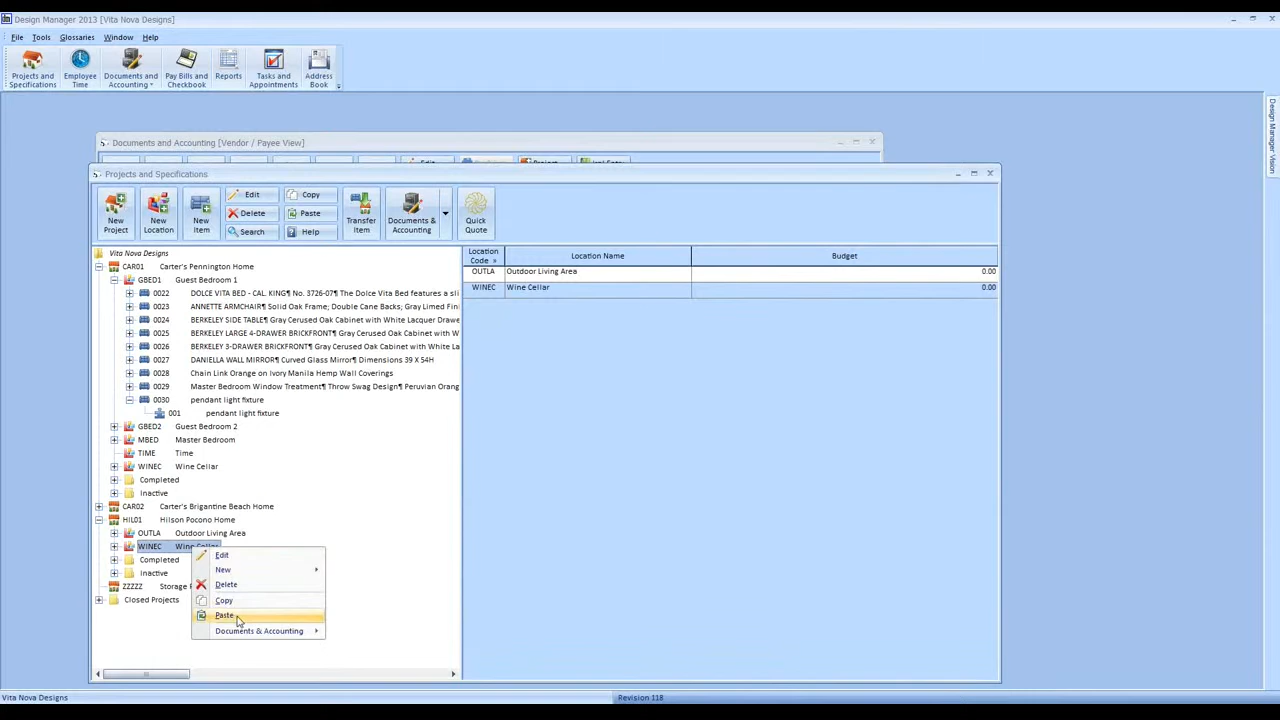 Design Manager 2013 [Vita Nova Designs]
File Tools Glossaries Window Help
Projects and Specifications
Employee Time
Documents and Accounting
Pay Bills and Checkbook
Reports
Tasks and Appointments
Address Book
Design Manager Vision
Documents and Accounting [Vendor / Payee View]
Edit
Project
Projects and Specifications
New Project
New Location
New Item
Edit
Delete
Search
Copy
Paste
Help
Transfer Item
Documents & Accounting
Quick Quote
Vita Nova Designs
CAR01 Carter's Pennington Home
GBED1 Guest Bedroom 1
0022 DOLCE VITA BED - CAL. KING¶ No. 3726-07¶ The Dolce Vita Bed features a sli
0023 ANNETTE ARMCHAIR¶ Solid Oak Frame; Double Cane Backs; Gray Limed Fini
0024 BERKELEY SIDE TABLE¶ Gray Cerused Oak Cabinet with White Lacquer Drawe
0025 BERKELEY LARGE 4-DRAWER BRICKFRONT¶ Gray Cerused Oak Cabinet with W
0026 BERKELEY 3-DRAWER BRICKFRONT¶ Gray Cerused Oak Cabinet with White La
0027 DANIELLA WALL MIRROR¶ Curved Glass Mirror¶ Dimensions 39 X 54H
0028 Chain Link Orange on Ivory Manila Hemp Wall Coverings
0029 Master Bedroom Window Treatment¶ Throw Swag Design¶ Peruvian Orang
0030 pendant light fixture
001 pendant light fixture
GBED2 Guest Bedroom 2
MBED Master Bedroom
TIME Time
WINEC Wine Cellar
Completed
Inactive
CAR02 Carter's Brigantine Beach Home
HIL01 Hilson Pocono Home
OUTLA Outdoor Living Area
WINEC Wine Cellar
Completed
Inactive
ZZZZZ Storage
Closed Projects
Edit
New
Delete
Copy
Paste
Documents & Accounting
Location Code Location Name Budget
OUTLA Outdoor Living Area 0.00
WINEC Wine Cellar 0.00
Vita Nova Designs
Revision 118